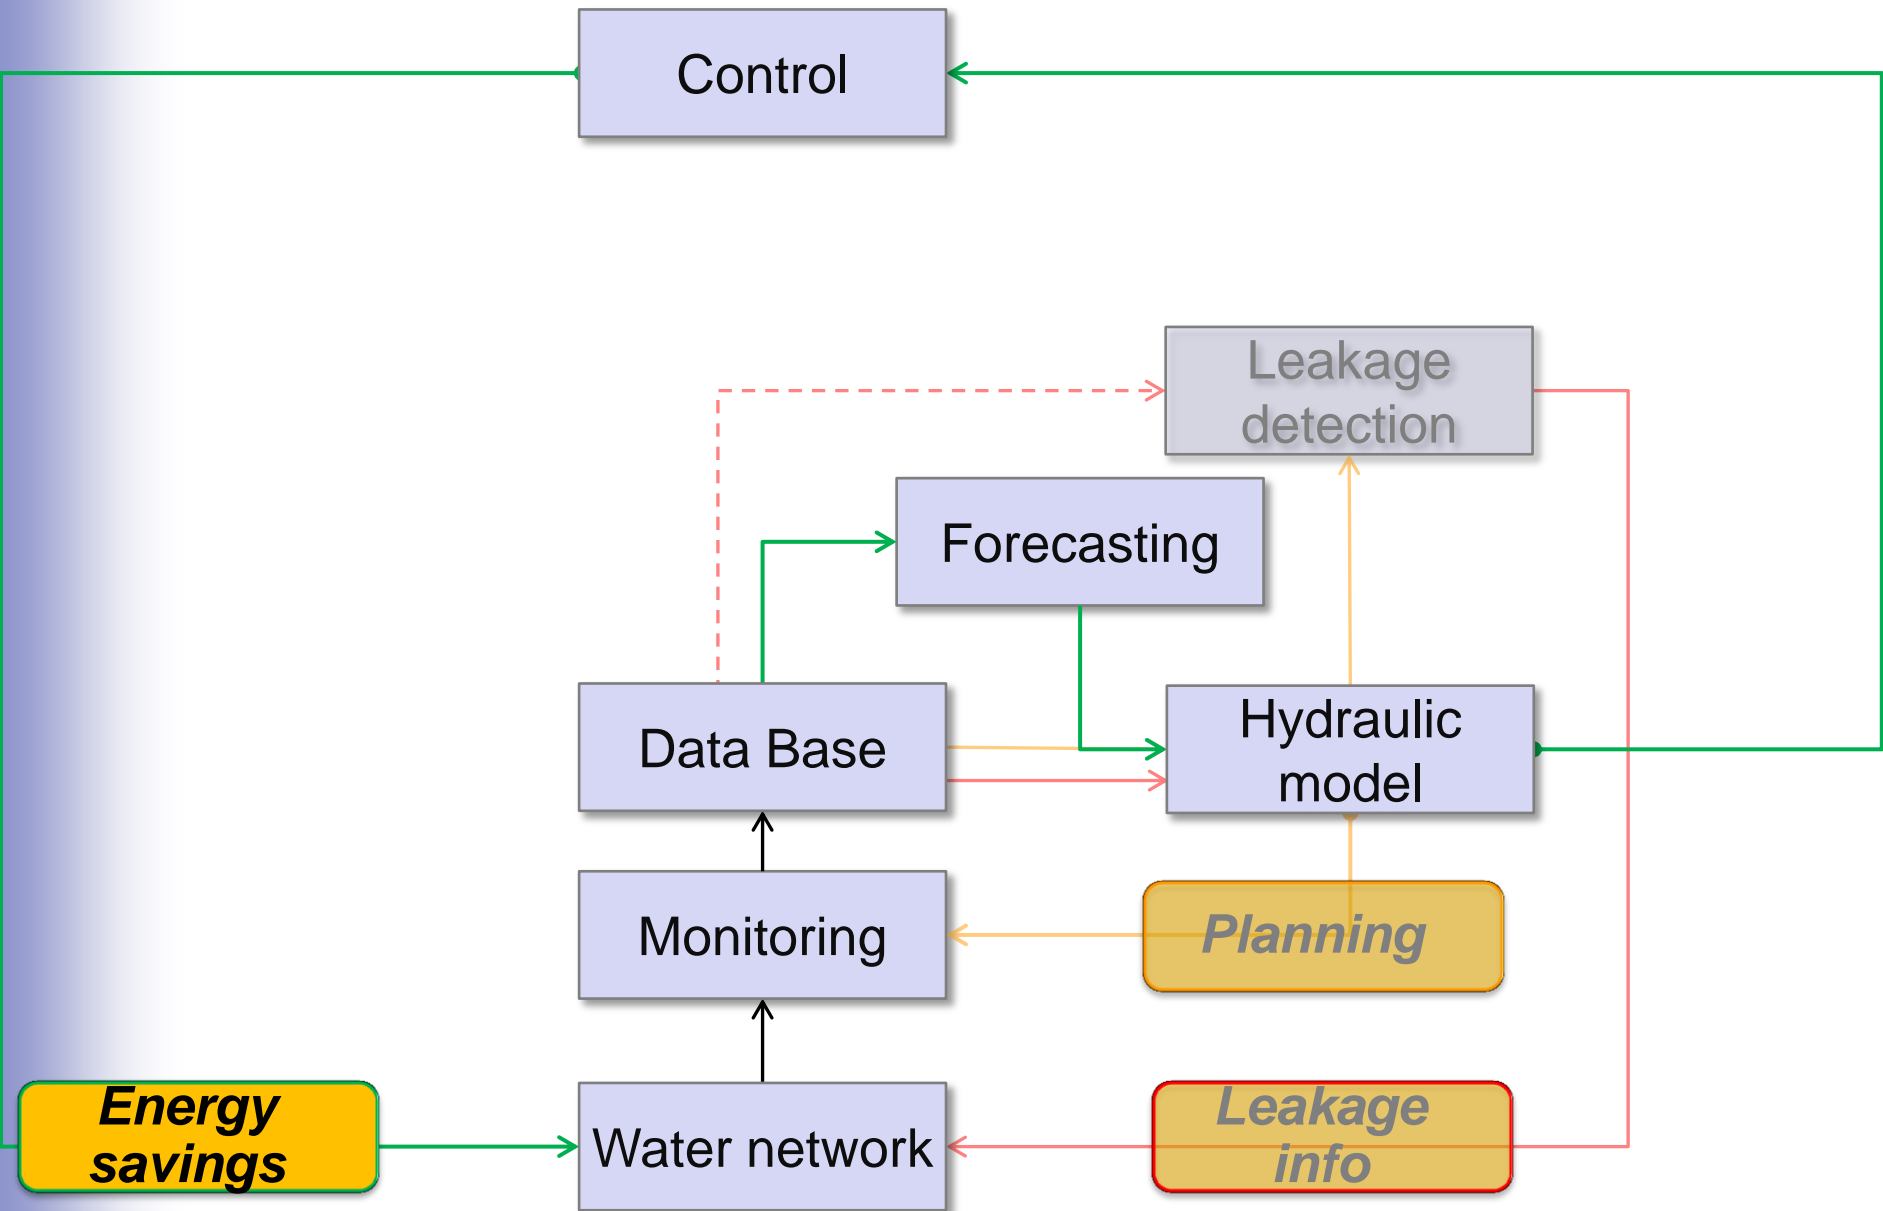 Control
Leakage
detection
Forecasting
Data Base
Hydraulic
model
Monitoring
Planning
Energy
savings
Water network
Leakage
info